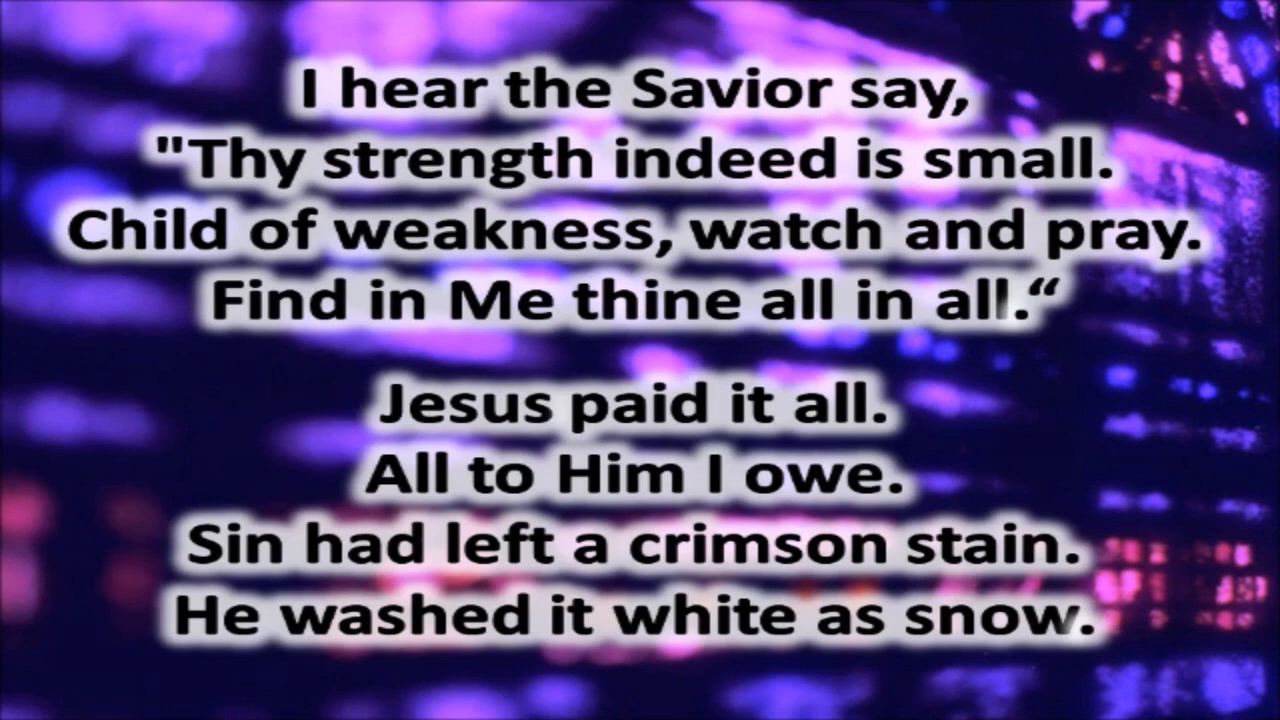 I hear the Savior say,
"Thy strength indeed is small.
Child of weakness, watch and pray.
Find in Me thine all in all.“
Jesus paid it all.
All to Him I owe.
Sin had left a crimson stain.
He washed it white as snow.